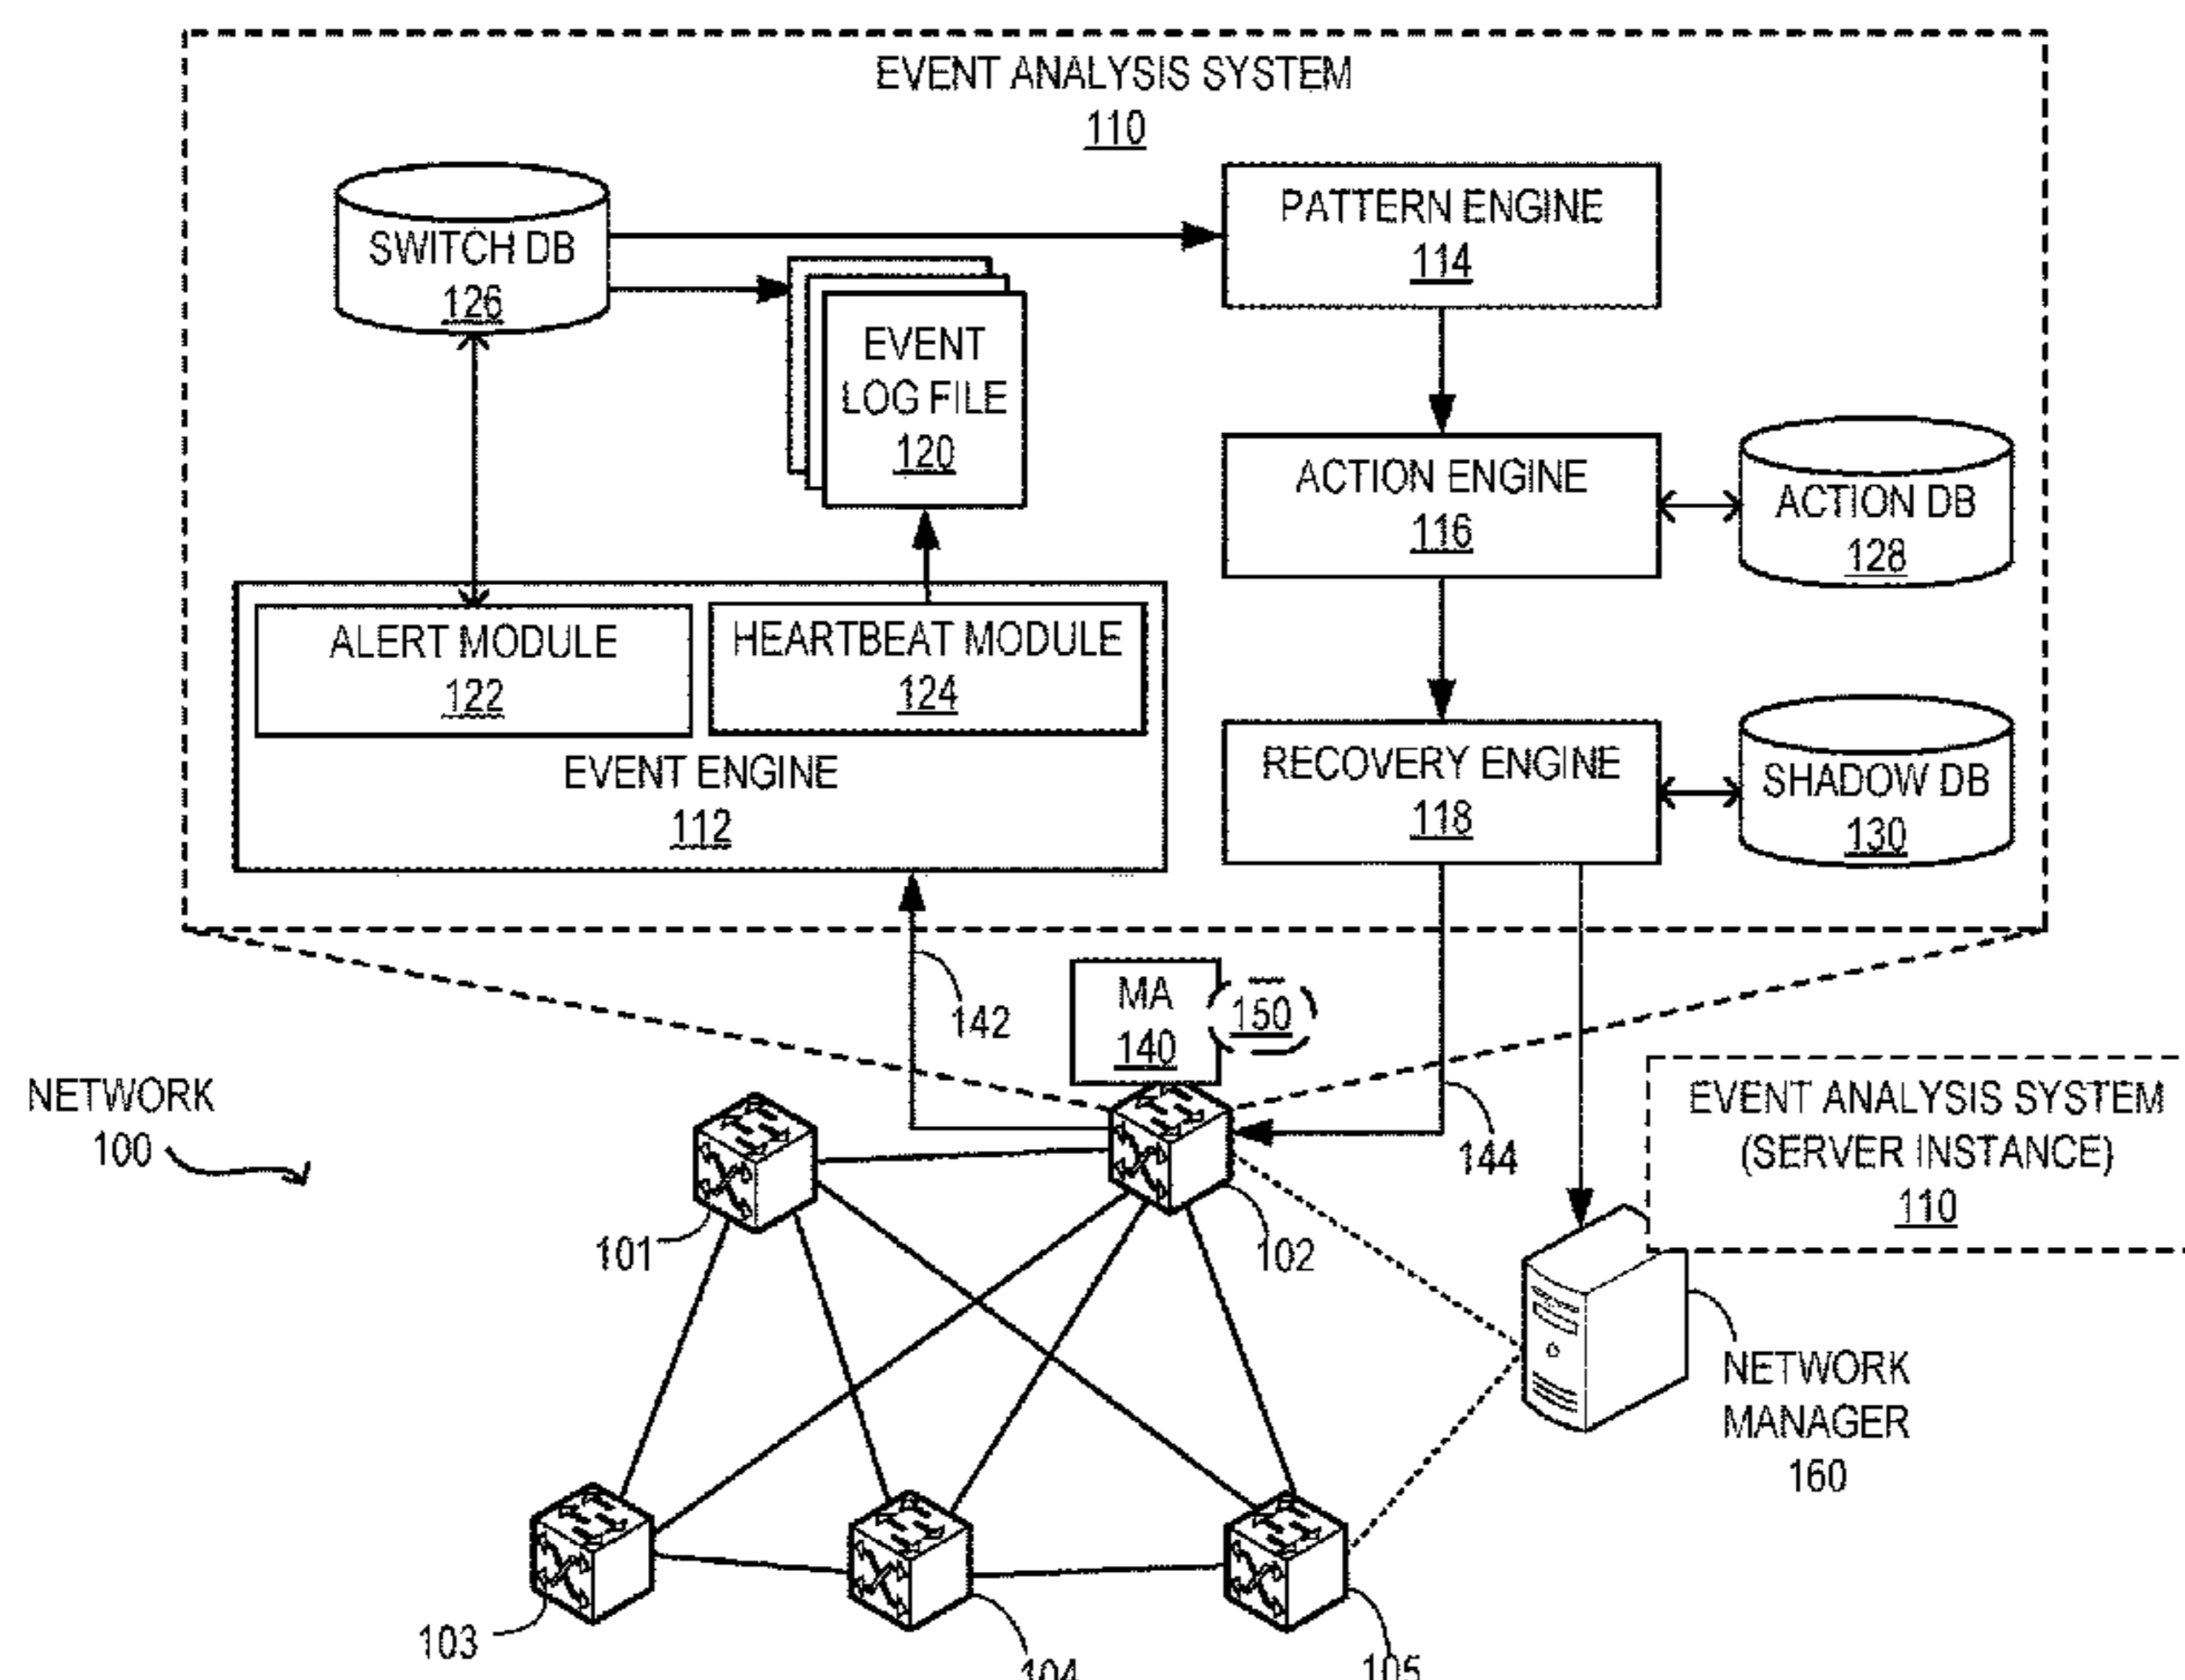 EVENT ANALYSIS SYSTEM
110
SWITCH DB
126
EVENT
LOG FILE
120
PATTERN ENGINE
114
ACTION ENGINE
116
ACTION DB
128
ALERT MODULE
122
HEARTBEAT MODULE
124
EVENT ENGINE
112
RECOVERY ENGINE
118
SHADOW DB
130
142
MA
140
150
144
NETWORK
100
EVENT ANALYSIS SYSTEM
(SERVER INSTANCE)
110
101
102
NETWORK
MANAGER
160
103
104
105